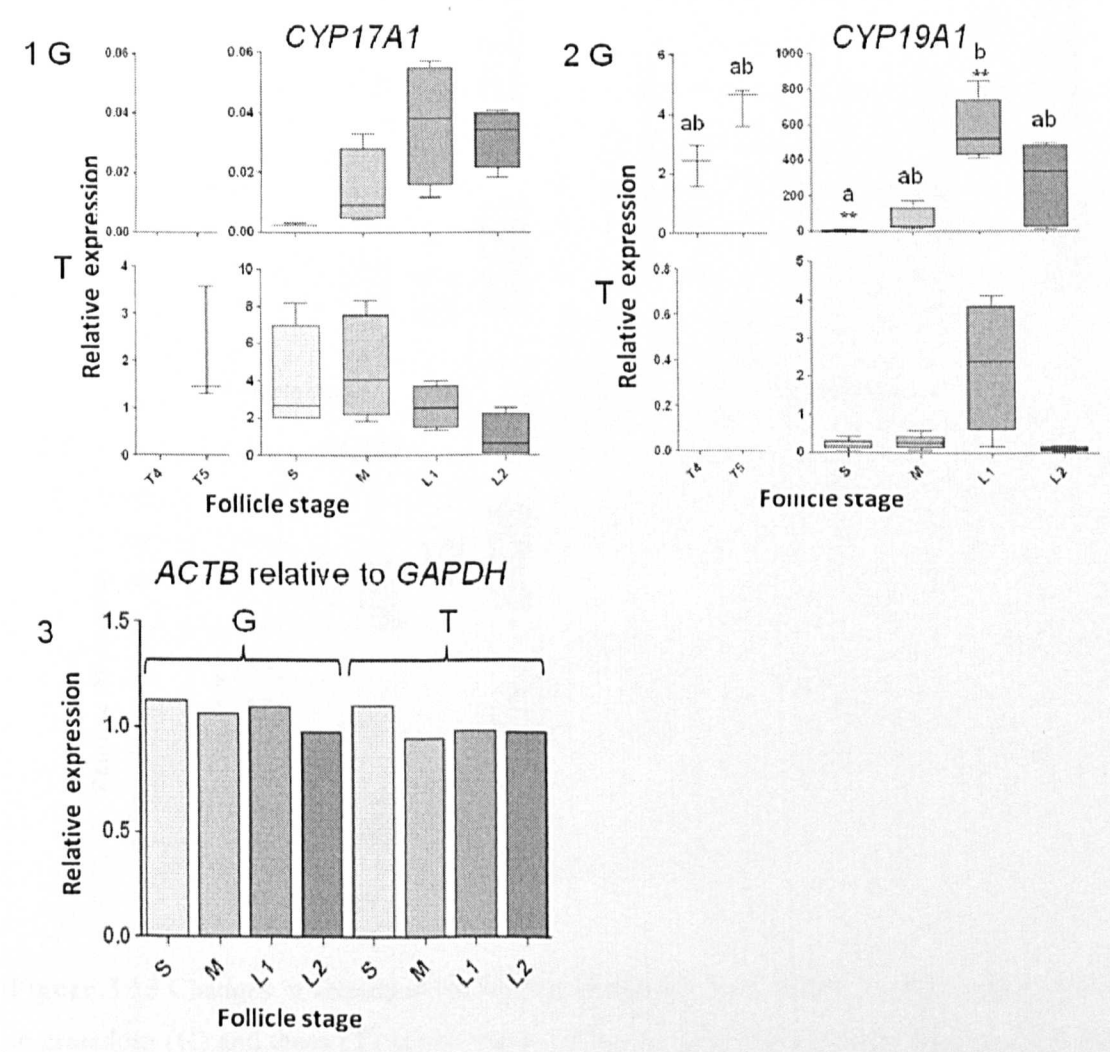 CYP17A1
1 G
0.06
0.04
0.02
0.00
0.06
0.04
0.02
0.00
T
Relative expression
4
3
2
1
0
10
8
6
4
2
0
T4 T5 S M L1 L2
Follicle stage
CYP19A1
2 G
6
4
2
0
ab ab
1000
800
600
400
200
0
a
**
ab
b
**
ab
T
Relative expression
0.8
0.6
0.4
0.2
0.0
5
4
3
2
1
0
T4 T5 S M L1 L2
Follicle stage
ACTB relative to GAPDH
3
G T
Relative expression
1.5
1.0
0.5
0.0
S M L1 L2 S M L1 L2
Follicle stage